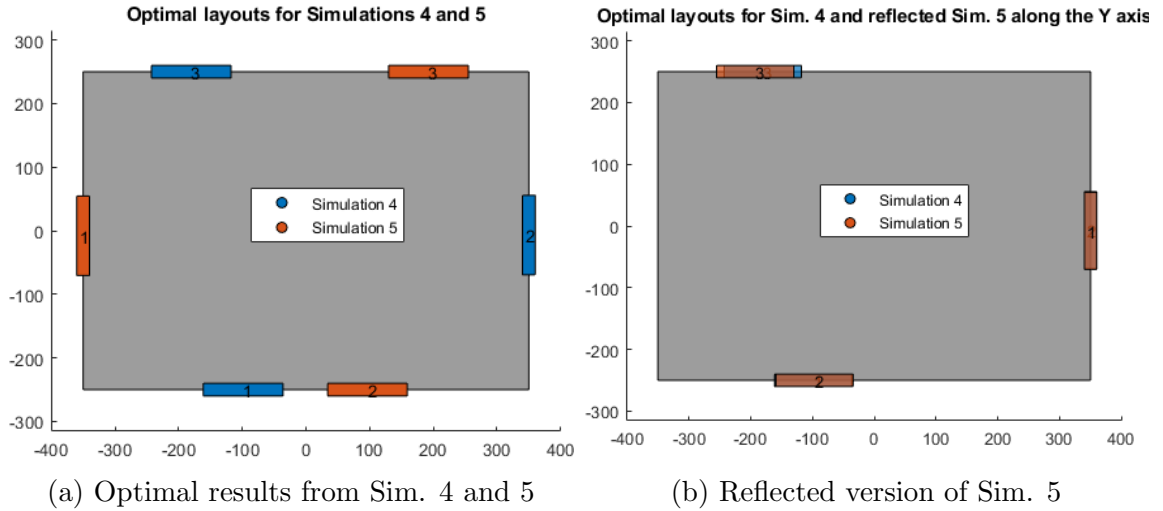 Optimal layouts for Simulations 4 and 5
300
200
100
0
-100
-200
-300
-400 -300 -200 -100 0 100 200 300 400
3 3
1 2
1 2
Simulation 4
Simulation 5
(a) Optimal results from Sim. 4 and 5
Optimal layouts for Sim. 4 and reflected Sim. 5 along the Y axis
300
200
100
0
-100
-200
-300
-400 -300 -200 -100 0 100 200 300 400
33
1
2
Simulation 4
Simulation 5
(b) Reflected version of Sim. 5